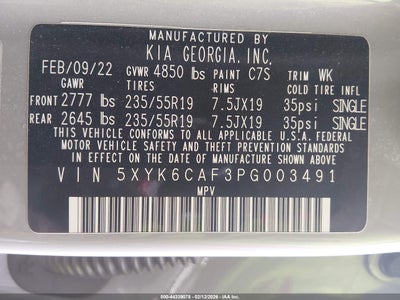 MANUFACTURED BY
KIA GEORGIA, INC.
FEB/09/22 GVWR 4850 lbs PAINT C7S TRIM WK
GAWR TIRES RIMS COLD TIRE INFL
FRONT 2777 lbs 235/55R19 7.5JX19 35psi SINGLE
REAR 2645 lbs 235/55R19 7.5JX19 35psi SINGLE
THIS VEHICLE CONFORMS TO ALL APPLICABLE U.S.A. FEDERAL
MOTOR VEHICLE SAFETY, BUMPER, AND THEFT PREVENTION
STANDARDS IN EFFECT ON THE DATE OF MANUFACTURE SHOWN ABOVE.
VIN 5XYK6CAF3PG003491
MPV